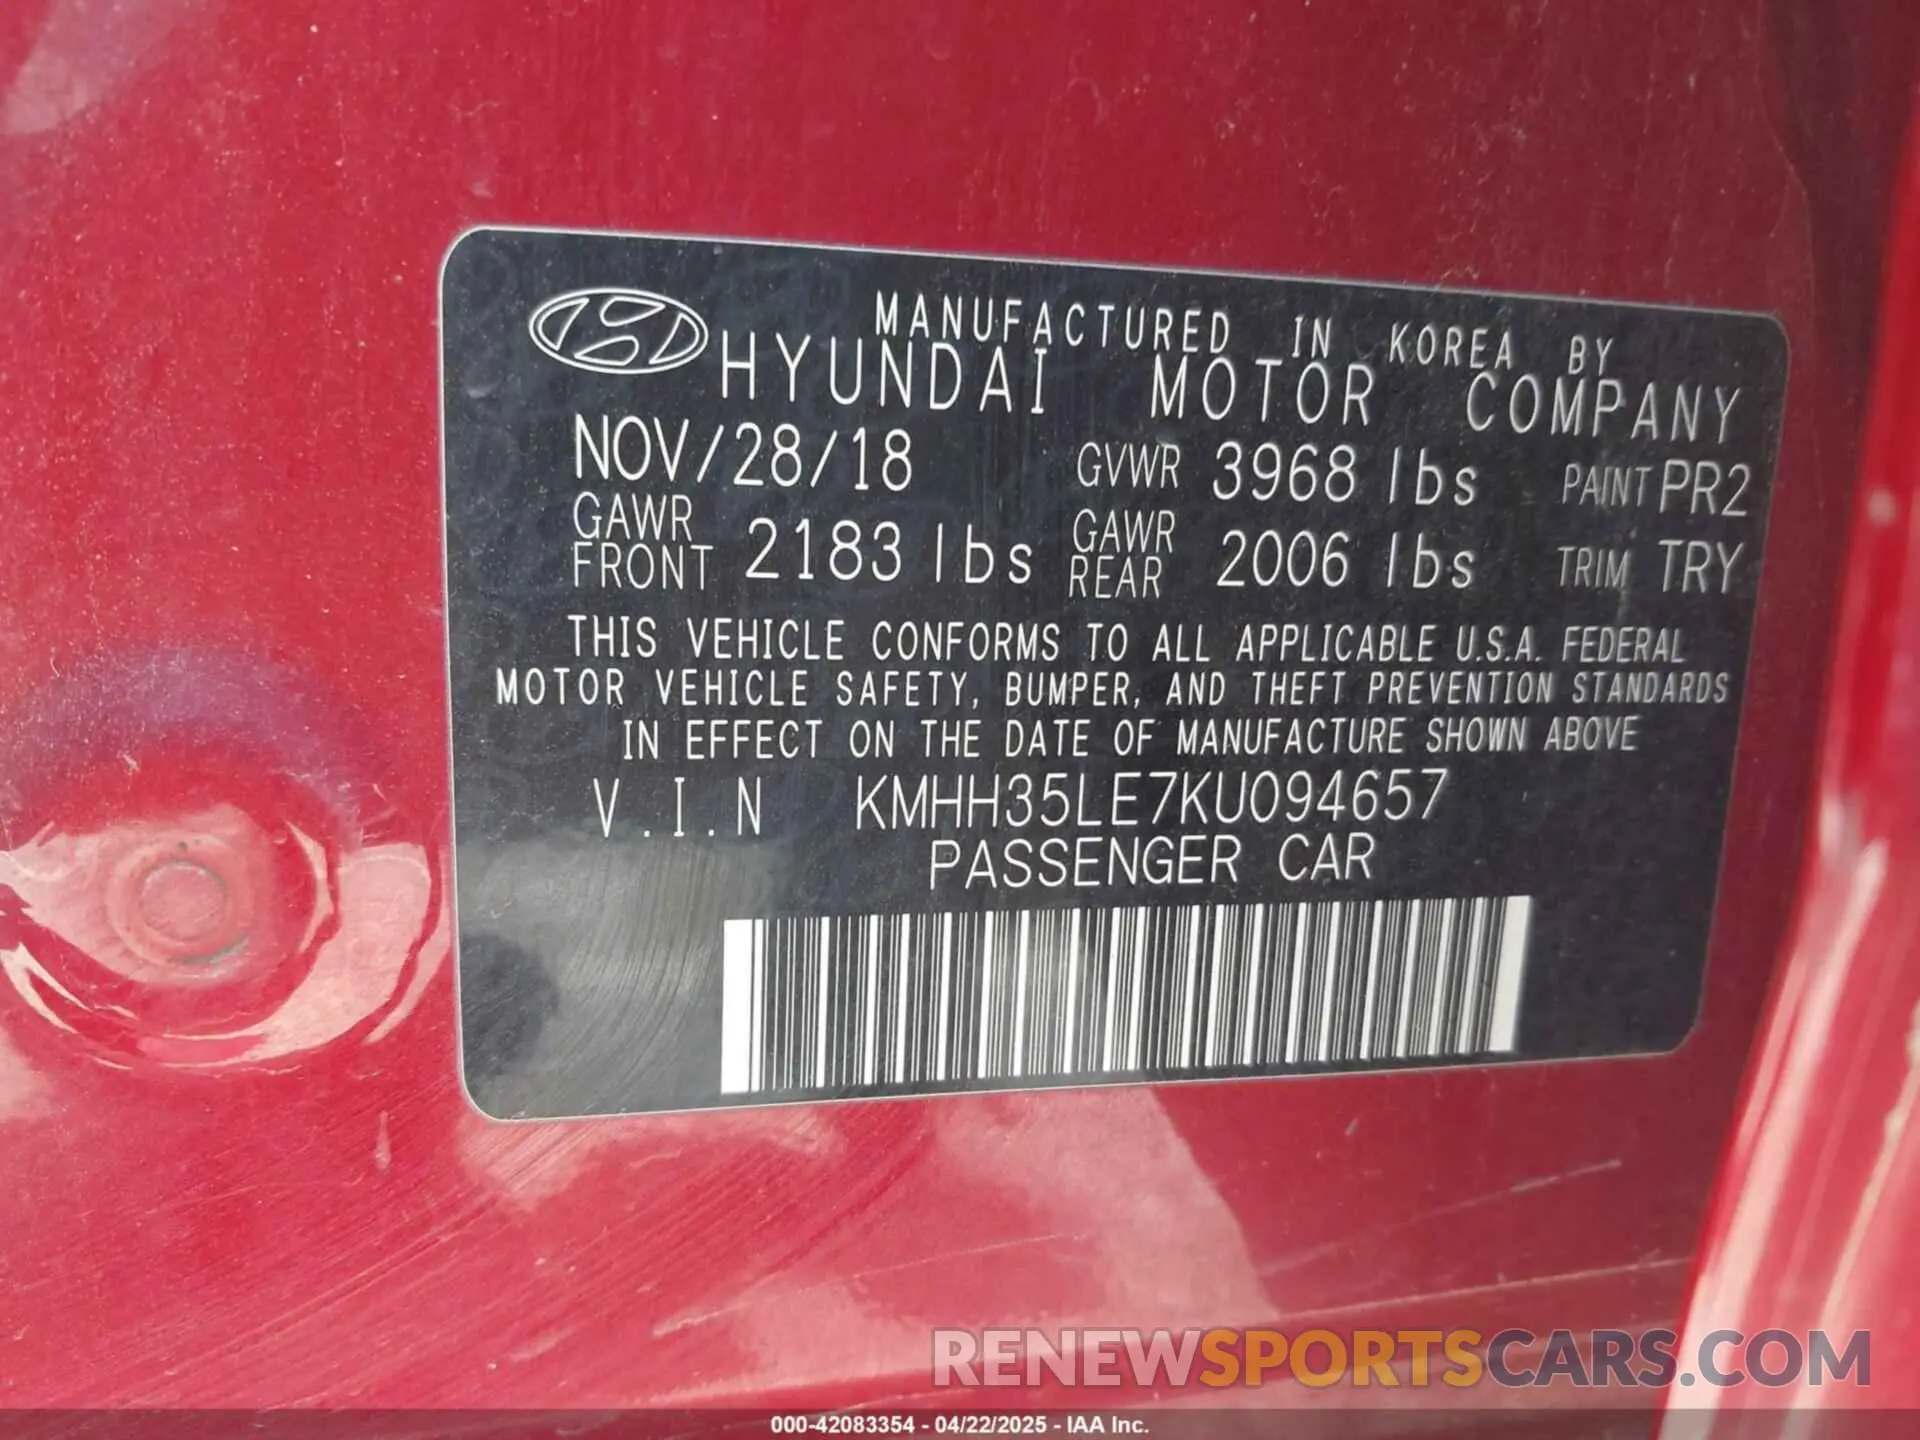 MANUFACTURED IN KOREA BY
HYUNDAI MOTOR COMPANY
NOV/28/18 GVWR 3968 lbs PAINT PR2
GAWR FRONT 2183 lbs GAWR REAR 2006 lbs TRIM TRY
THIS VEHICLE CONFORMS TO ALL APPLICABLE U.S.A. FEDERAL
MOTOR VEHICLE SAFETY, BUMPER, AND THEFT PREVENTION STANDARDS
IN EFFECT ON THE DATE OF MANUFACTURE SHOWN ABOVE
V.I.N KMHH35LE7KU094657
PASSENGER CAR
RENEWSPORTSCARS.COM
000-42083354 - 04/22/2025 - IAA Inc.